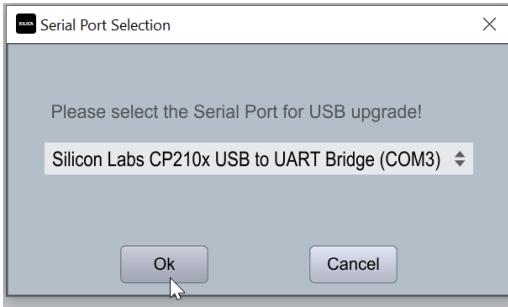 Serial Port Selection
Please select the Serial Port for USB upgrade!
Silicon Labs CP210x USB to UART Bridge (COM3)
Ok
Cancel